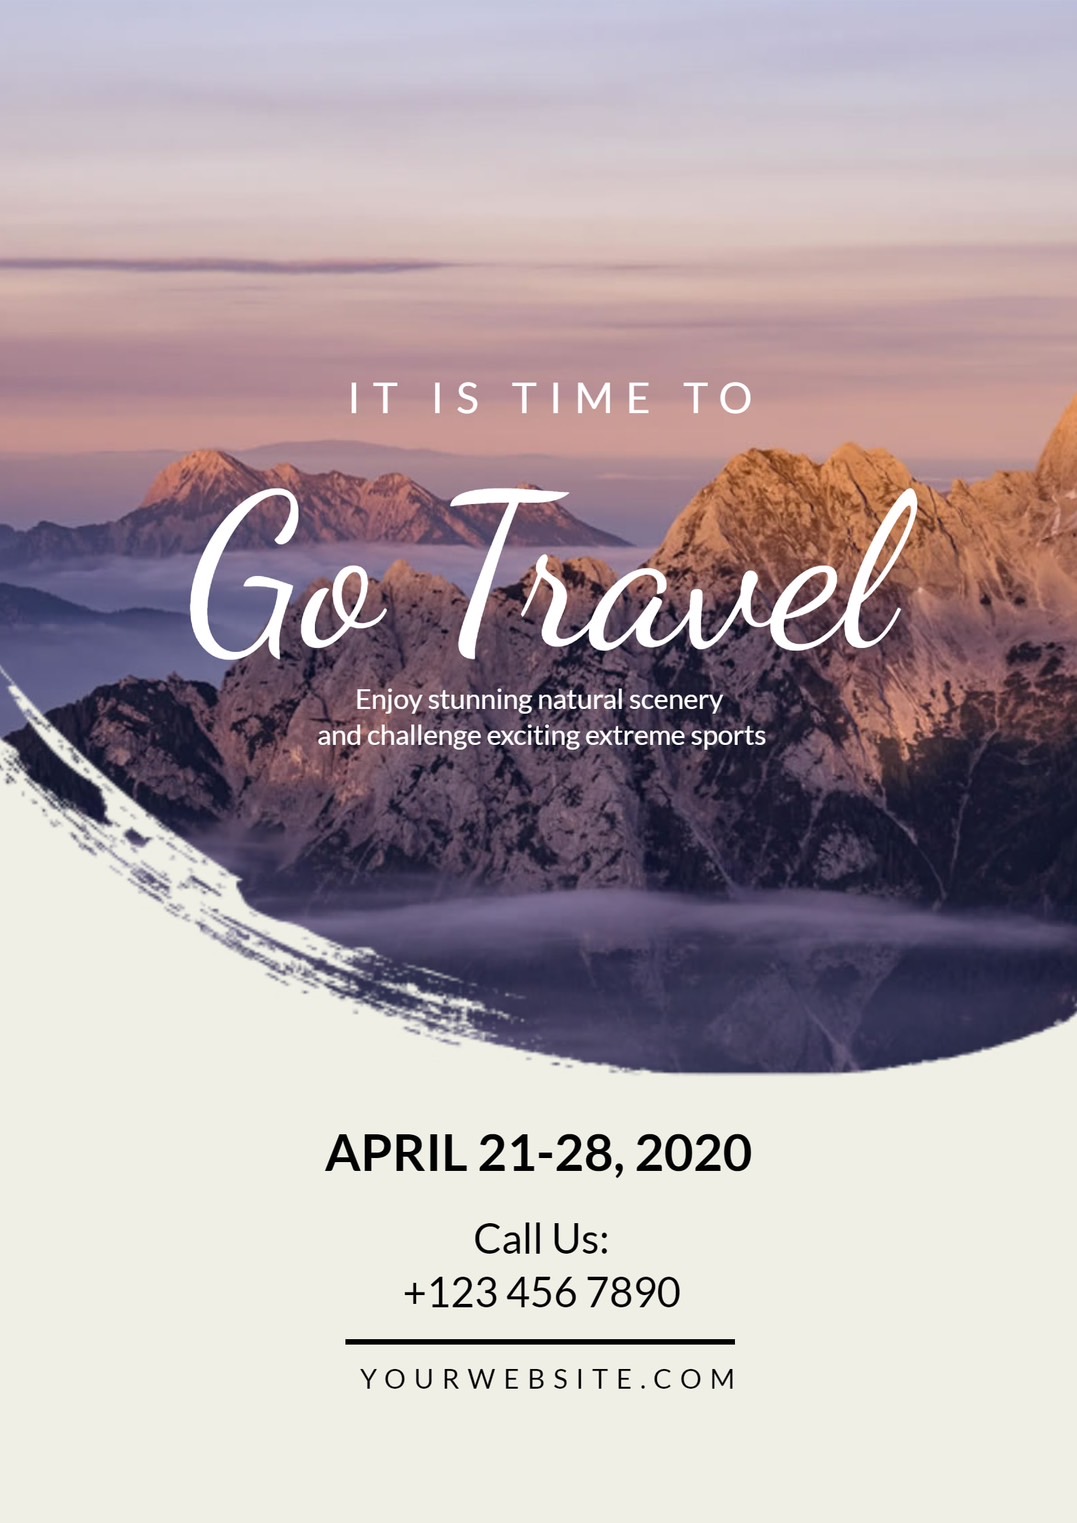 IT IS TIME TO
Go Travel
Enjoy stunning natural scenery
and challenge exciting extreme sports
APRIL 21-28, 2020
Call Us:
+123 456 7890
YOURWEBSITE.COM